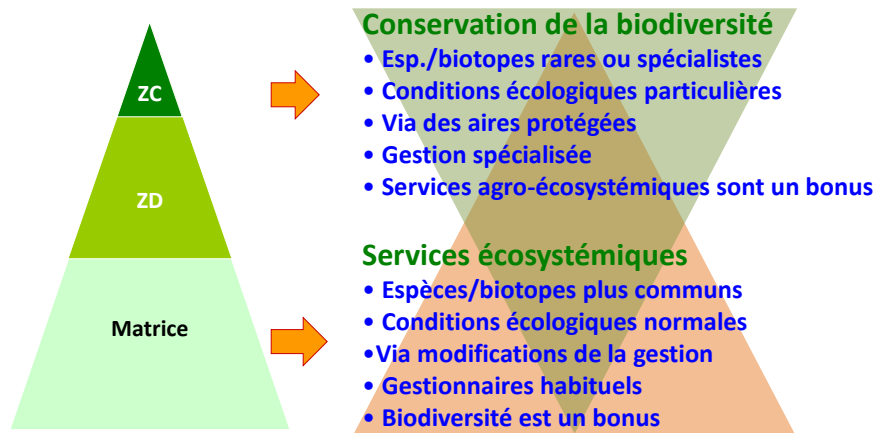 ZC
ZD
Matrice
Conservation de la biodiversité
• Esp./biotopes rares ou spécialistes
• Conditions écologiques particulières
• Via des aires protégées
• Gestion spécialisée
• Services agro-écosystémiques sont un bonus
Services écosystémiques
• Espèces/biotopes plus communs
• Conditions écologiques normales
•Via modifications de la gestion
• Gestionnaires habituels
• Biodiversité est un bonus